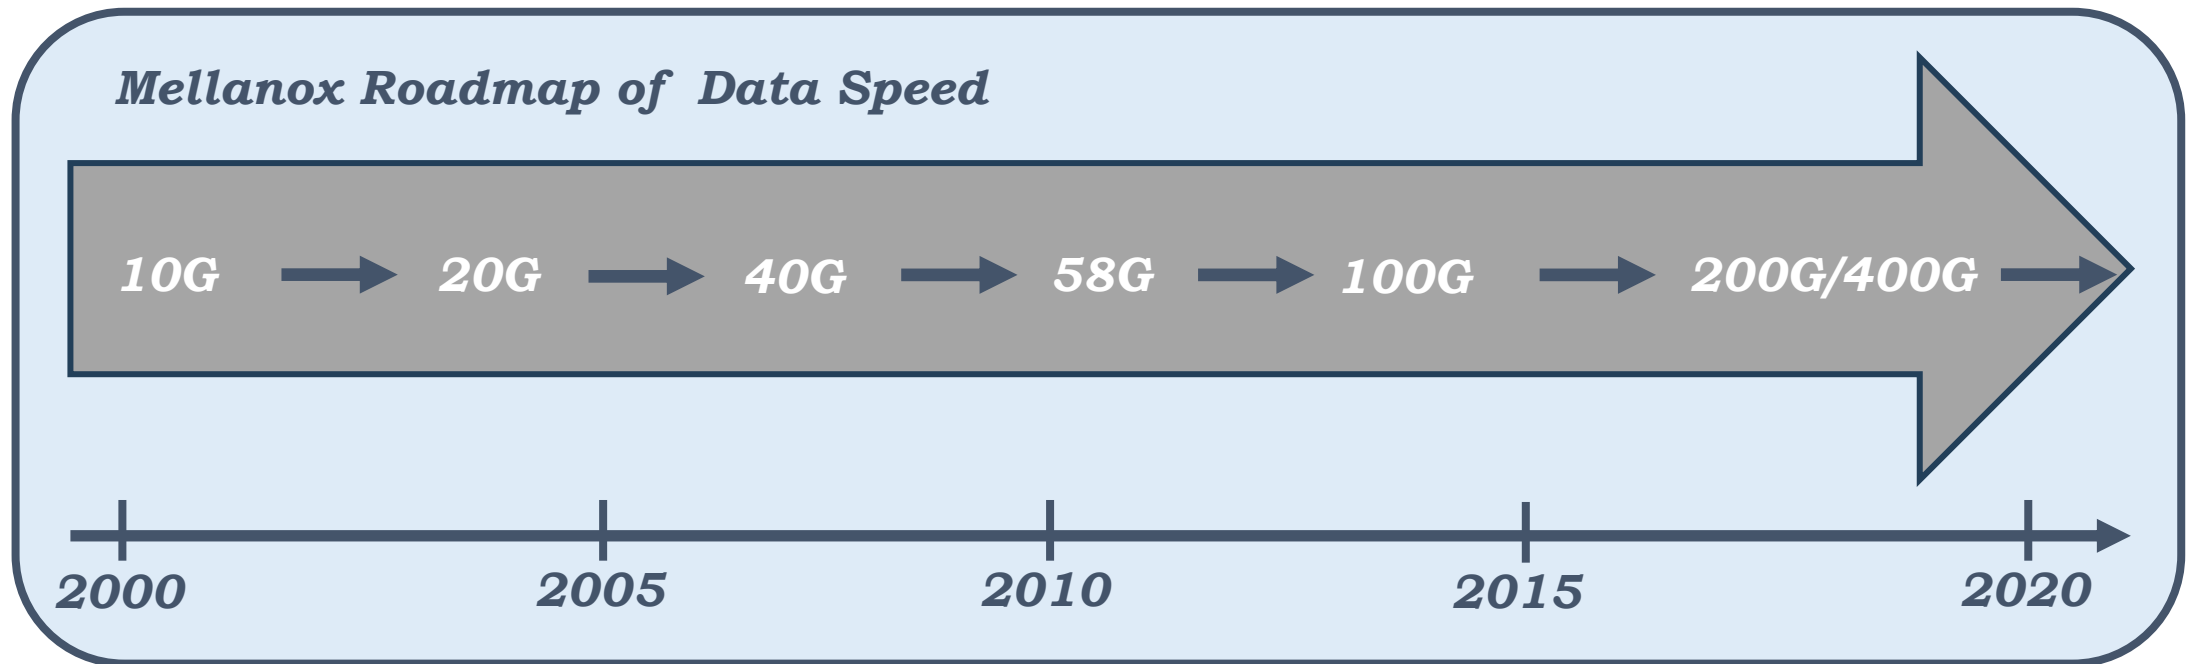 Mellanox Roadmap of Data Speed
10G 20G 40G 58G 100G 200G/400G
2000 2005 2010 2015 2020